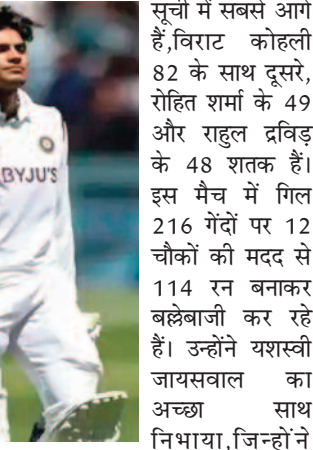 BYJU'S
सूची में सबसे आगे
हैं,विराट कोहली
82 के साथ दूसरे,
रोहित शर्मा के 49
और राहुल द्रविड़
के 48 शतक हैं।
इस मैच में गिल
216 गेंदों पर 12
चौकों की मदद से
114 रन बनाकर
बल्लेबाजी कर रहे
हैं। उन्होंने यशस्वी
जायसवाल का
अच्छा साथ
निभाया,जिन्होंने